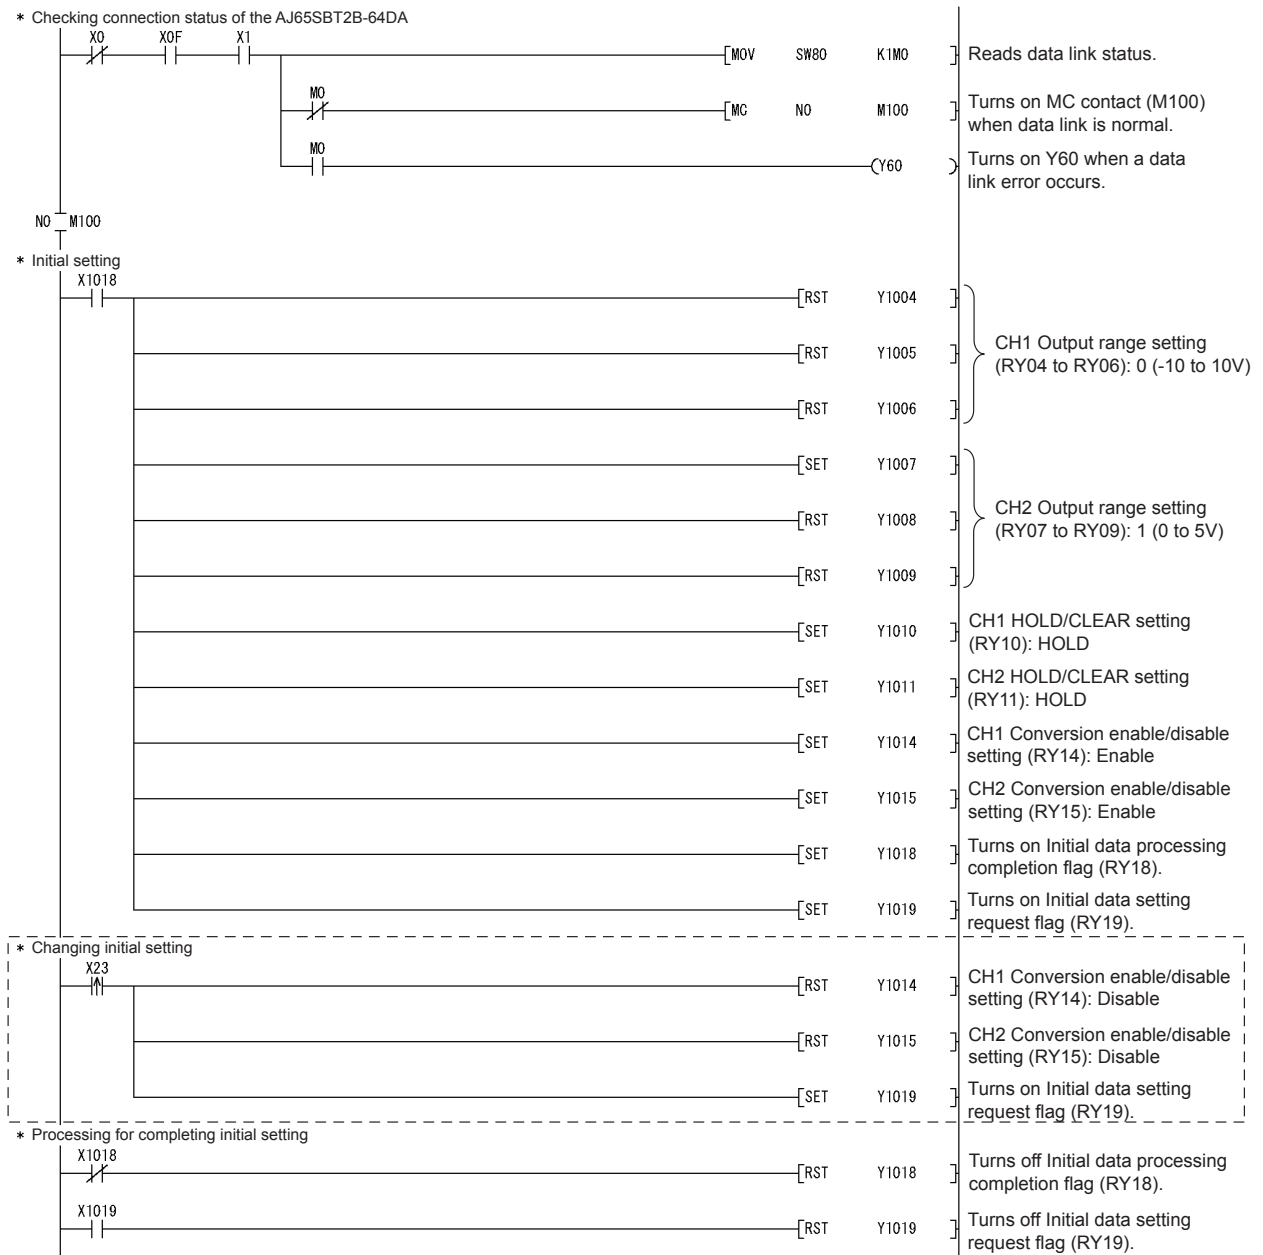 * Checking connection status of the AJ65SBT2B-64DA
X0 X0F X1
[MOV SW80 K1M0 ] Reads data link status.
M0
[MC N0 M100 ] Turns on MC contact (M100)
when data link is normal.
M0
(Y60 ) Turns on Y60 when a data
link error occurs.
N0 M100
* Initial setting
X1018
[RST Y1004 ]
CH1 Output range setting
[RST Y1005 ] (RY04 to RY06): 0 (-10 to 10V)
[RST Y1006 ]
[SET Y1007 ]
CH2 Output range setting
[RST Y1008 ] (RY07 to RY09): 1 (0 to 5V)
[RST Y1009 ]
[SET Y1010 ] CH1 HOLD/CLEAR setting
(RY10): HOLD
[SET Y1011 ] CH2 HOLD/CLEAR setting
(RY11): HOLD
[SET Y1014 ] CH1 Conversion enable/disable
setting (RY14): Enable
[SET Y1015 ] CH2 Conversion enable/disable
setting (RY15): Enable
[SET Y1018 ] Turns on Initial data processing
completion flag (RY18).
[SET Y1019 ] Turns on Initial data setting
request flag (RY19).
* Changing initial setting
X23
[RST Y1014 ] CH1 Conversion enable/disable
setting (RY14): Disable
[RST Y1015 ] CH2 Conversion enable/disable
setting (RY15): Disable
[SET Y1019 ] Turns on Initial data setting
request flag (RY19).
* Processing for completing initial setting
X1018
[RST Y1018 ] Turns off Initial data processing
completion flag (RY18).
X1019
[RST Y1019 ] Turns off Initial data setting
request flag (RY19).